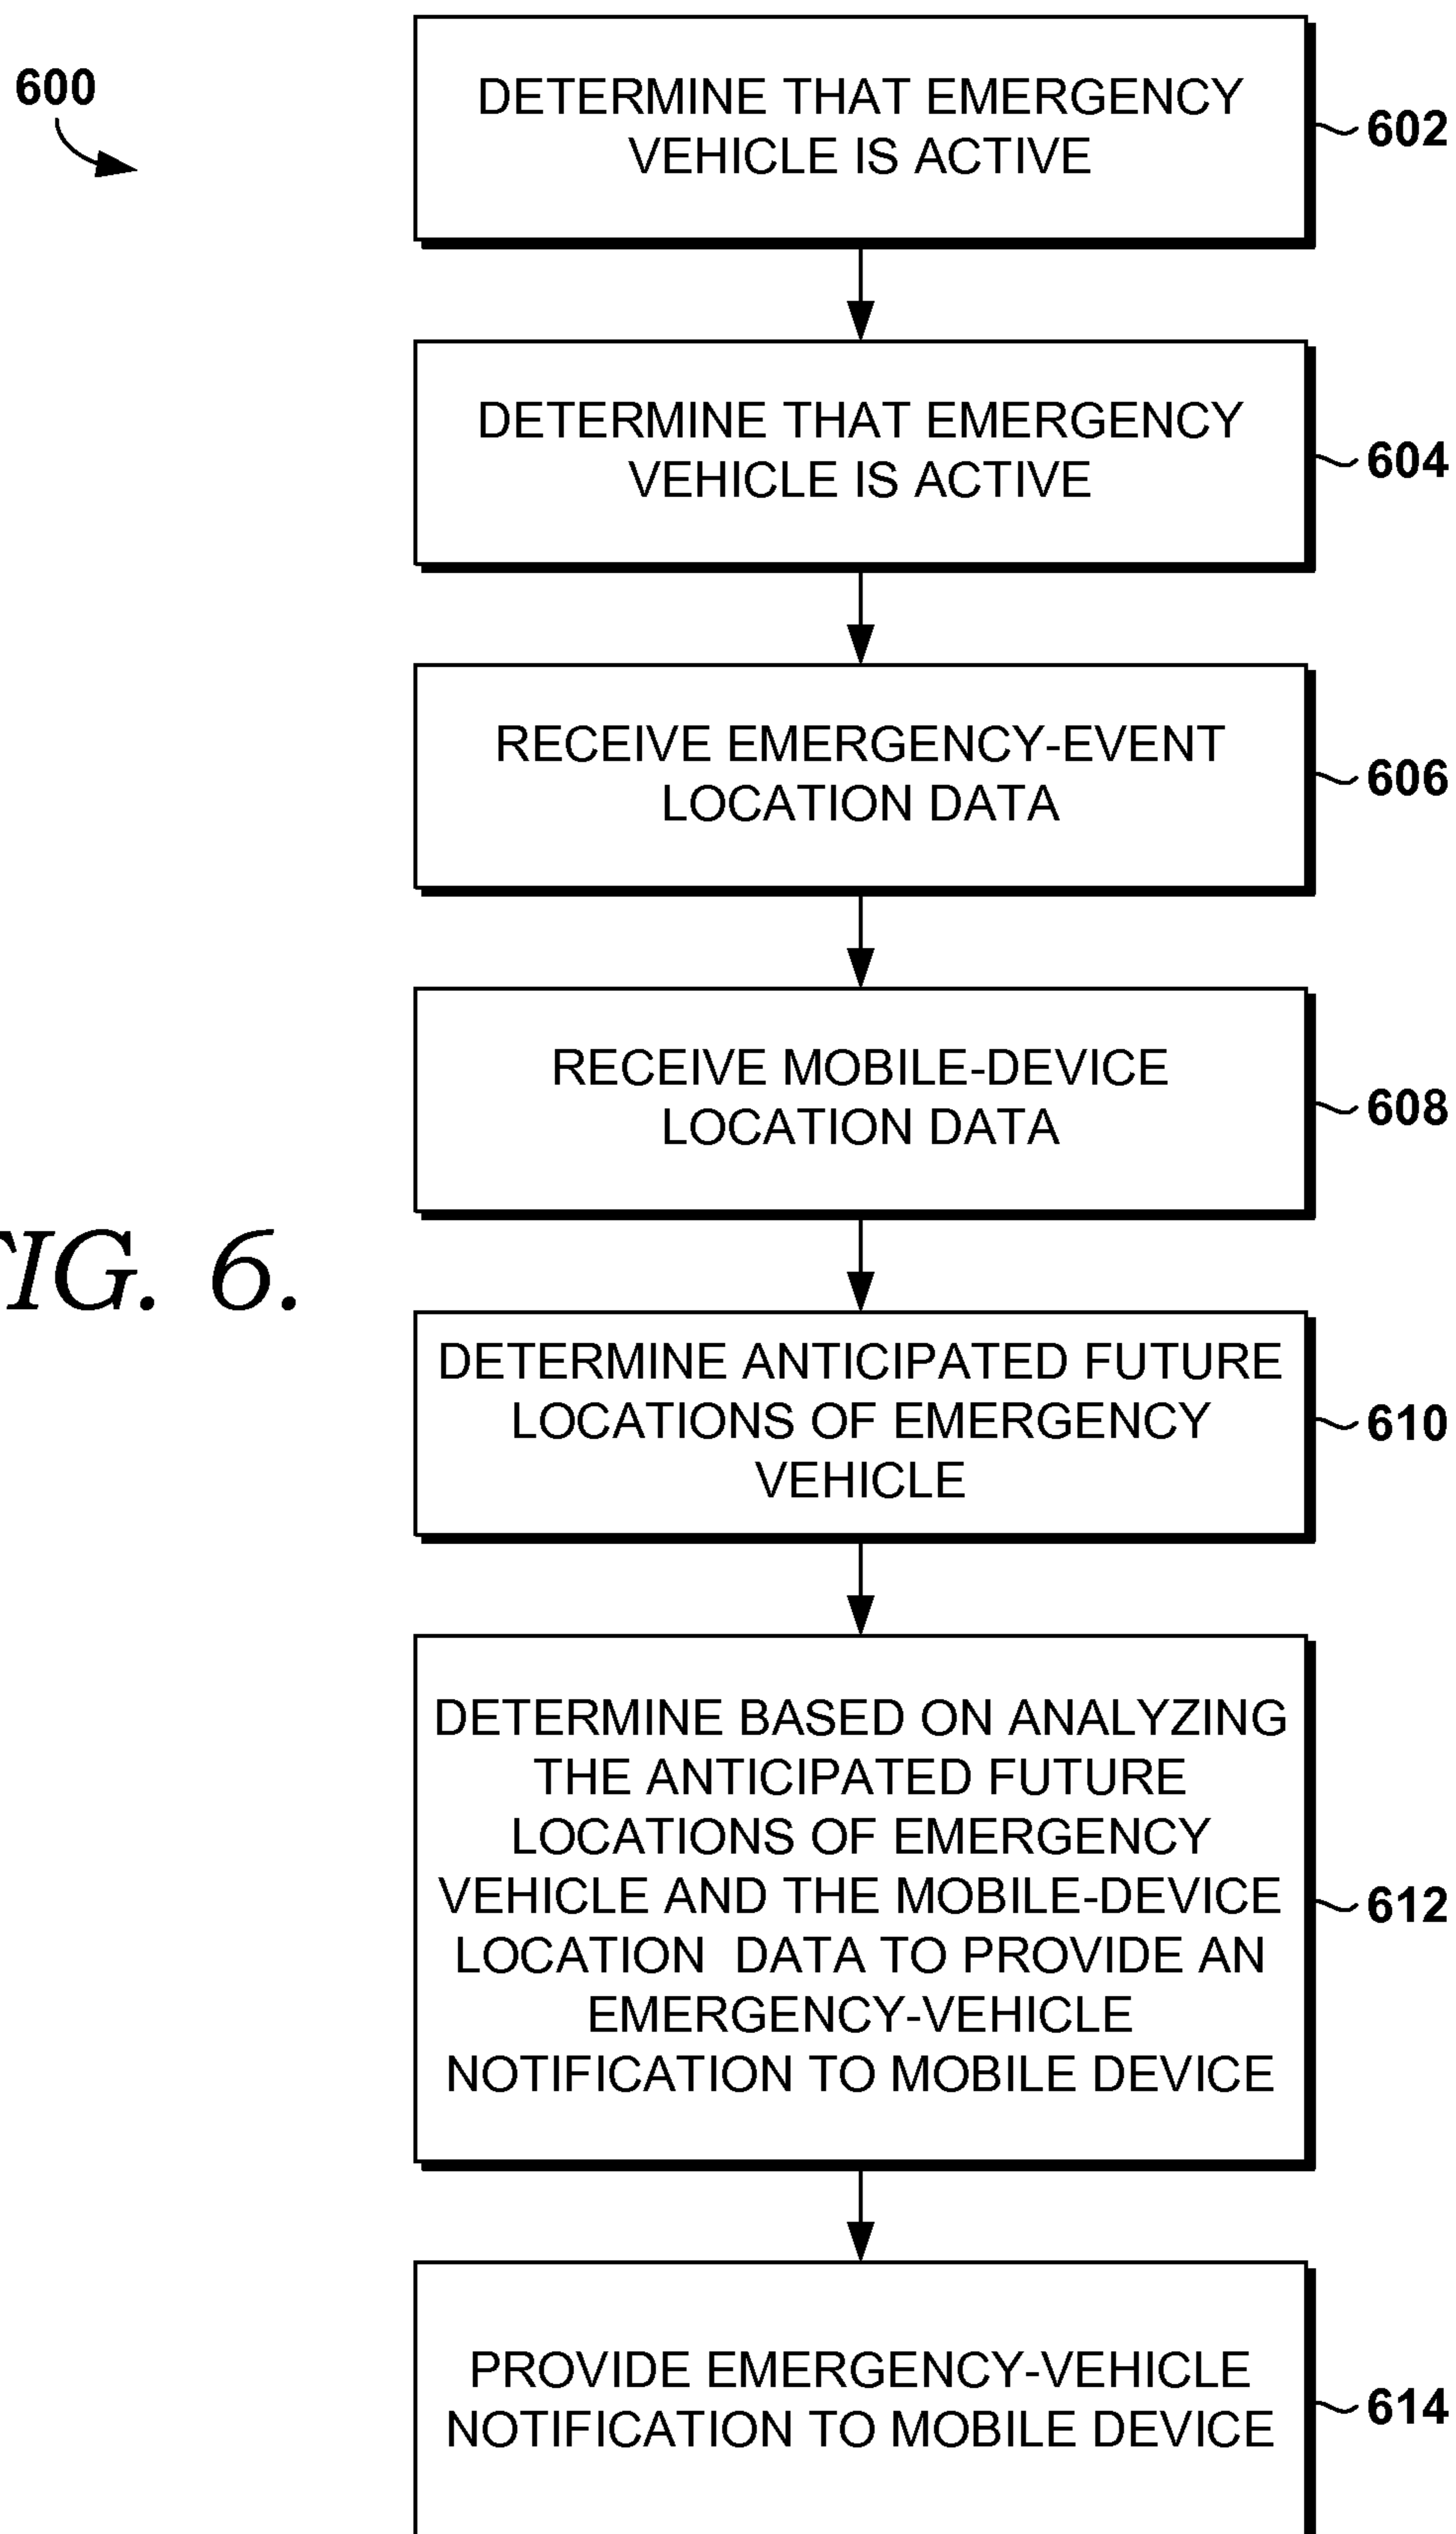 600
DETERMINE THAT EMERGENCY
VEHICLE IS ACTIVE
602
DETERMINE THAT EMERGENCY
VEHICLE IS ACTIVE
604
RECEIVE EMERGENCY-EVENT
LOCATION DATA
606
RECEIVE MOBILE-DEVICE
LOCATION DATA
608
IG. 6.
DETERMINE ANTICIPATED FUTURE
LOCATIONS OF EMERGENCY
VEHICLE
610
DETERMINE BASED ON ANALYZING
THE ANTICIPATED FUTURE
LOCATIONS OF EMERGENCY
VEHICLE AND THE MOBILE-DEVICE
LOCATION DATA TO PROVIDE AN
EMERGENCY-VEHICLE
NOTIFICATION TO MOBILE DEVICE
612
PROVIDE EMERGENCY-VEHICLE
NOTIFICATION TO MOBILE DEVICE
614